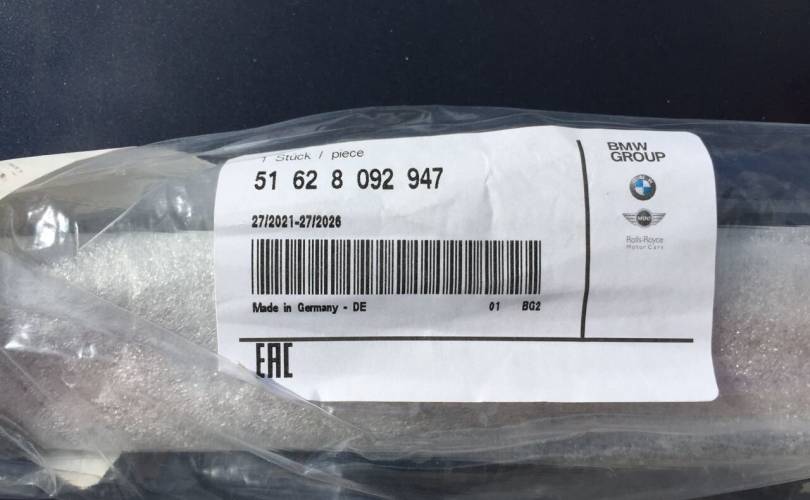 1 Stück / piece
51 62 8 092 947
27/2021-27/2026
Made in Germany - DE 01 BG2
EAC
BMW
GROUP
MINI
Rolls-Royce
Motor Cars